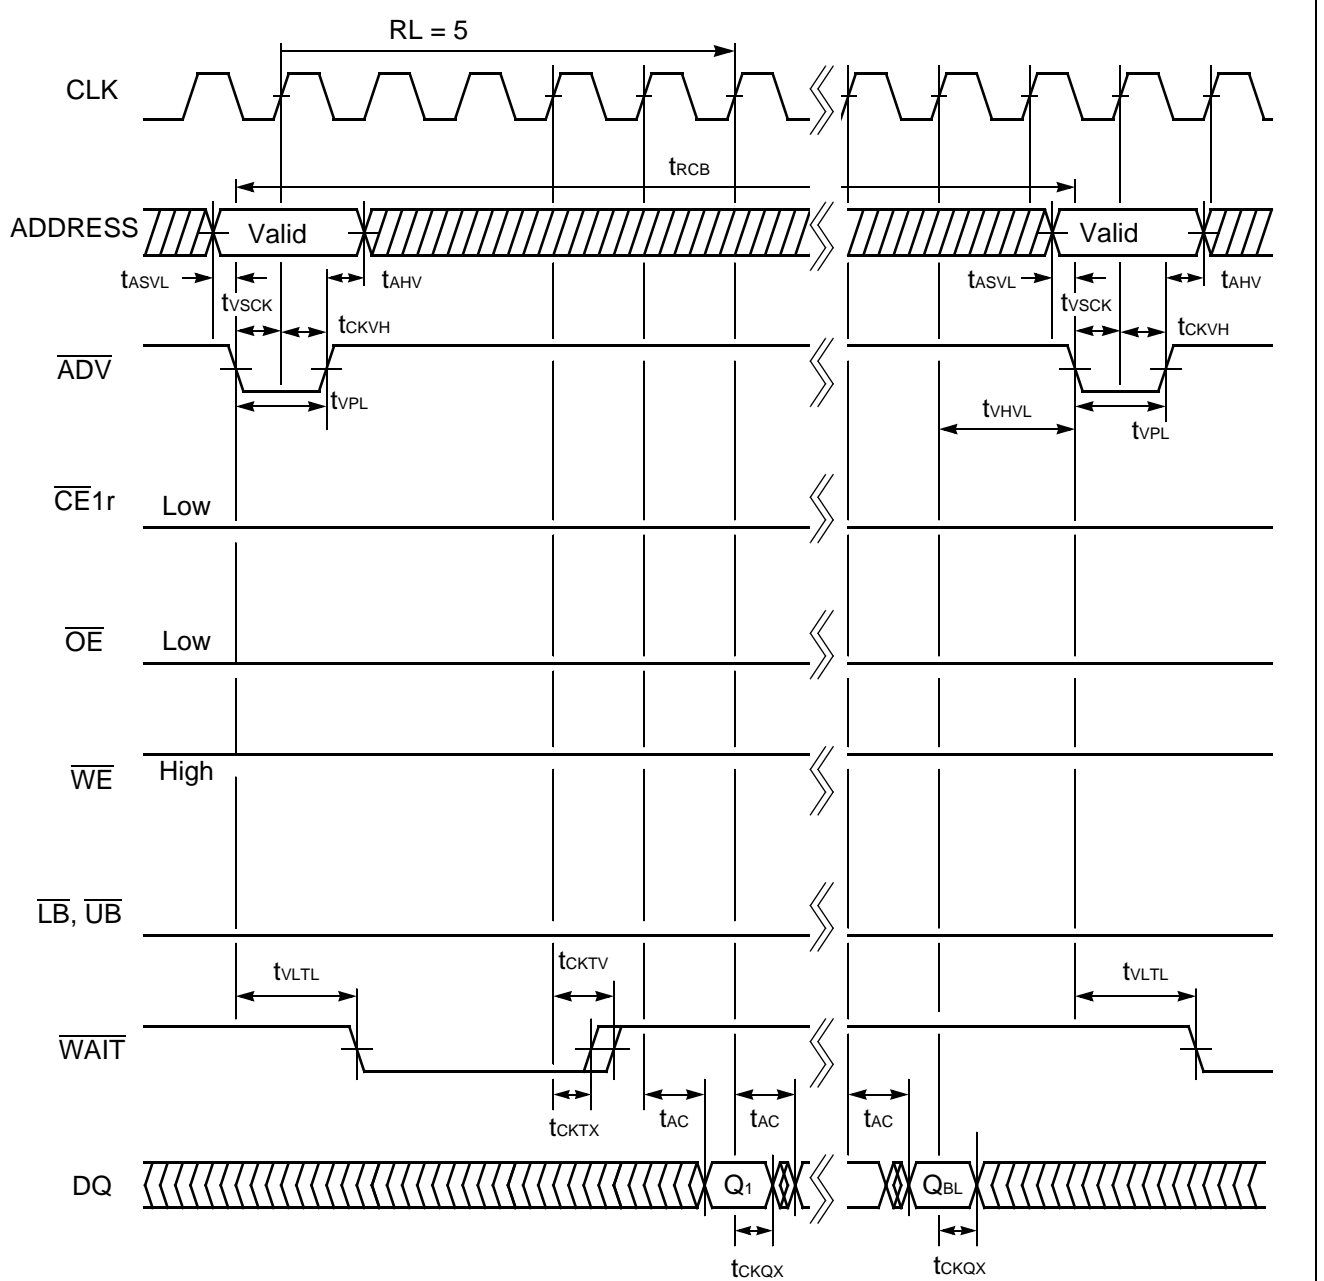 RL = 5
CLK
tRCB
ADDRESS Valid Valid
tASVL tAHV tASVL tAHV
tVSCK tVSCK
tCKVH tCKVH
ADV
tVPL tVHVL tVPL
CE1r Low
OE Low
WE High
LB, UB
tVLTL tCKTV tVLTL
WAIT
tCKTX tAC tAC tAC
DQ Q1 QBL
tCKQX tCKQX